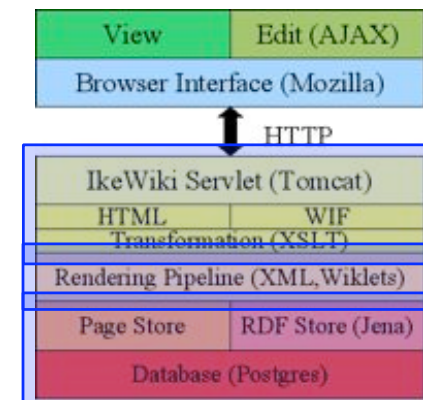 View Edit (AJAX)
Browser Interface (Mozilla)
HTTP
IkeWiki Servlet (Tomcat)
HTML WIF
Transformation (XSLT)
Rendering Pipeline (XML,Wiklets)
Page Store RDF Store (Jena)
Database (Postgres)